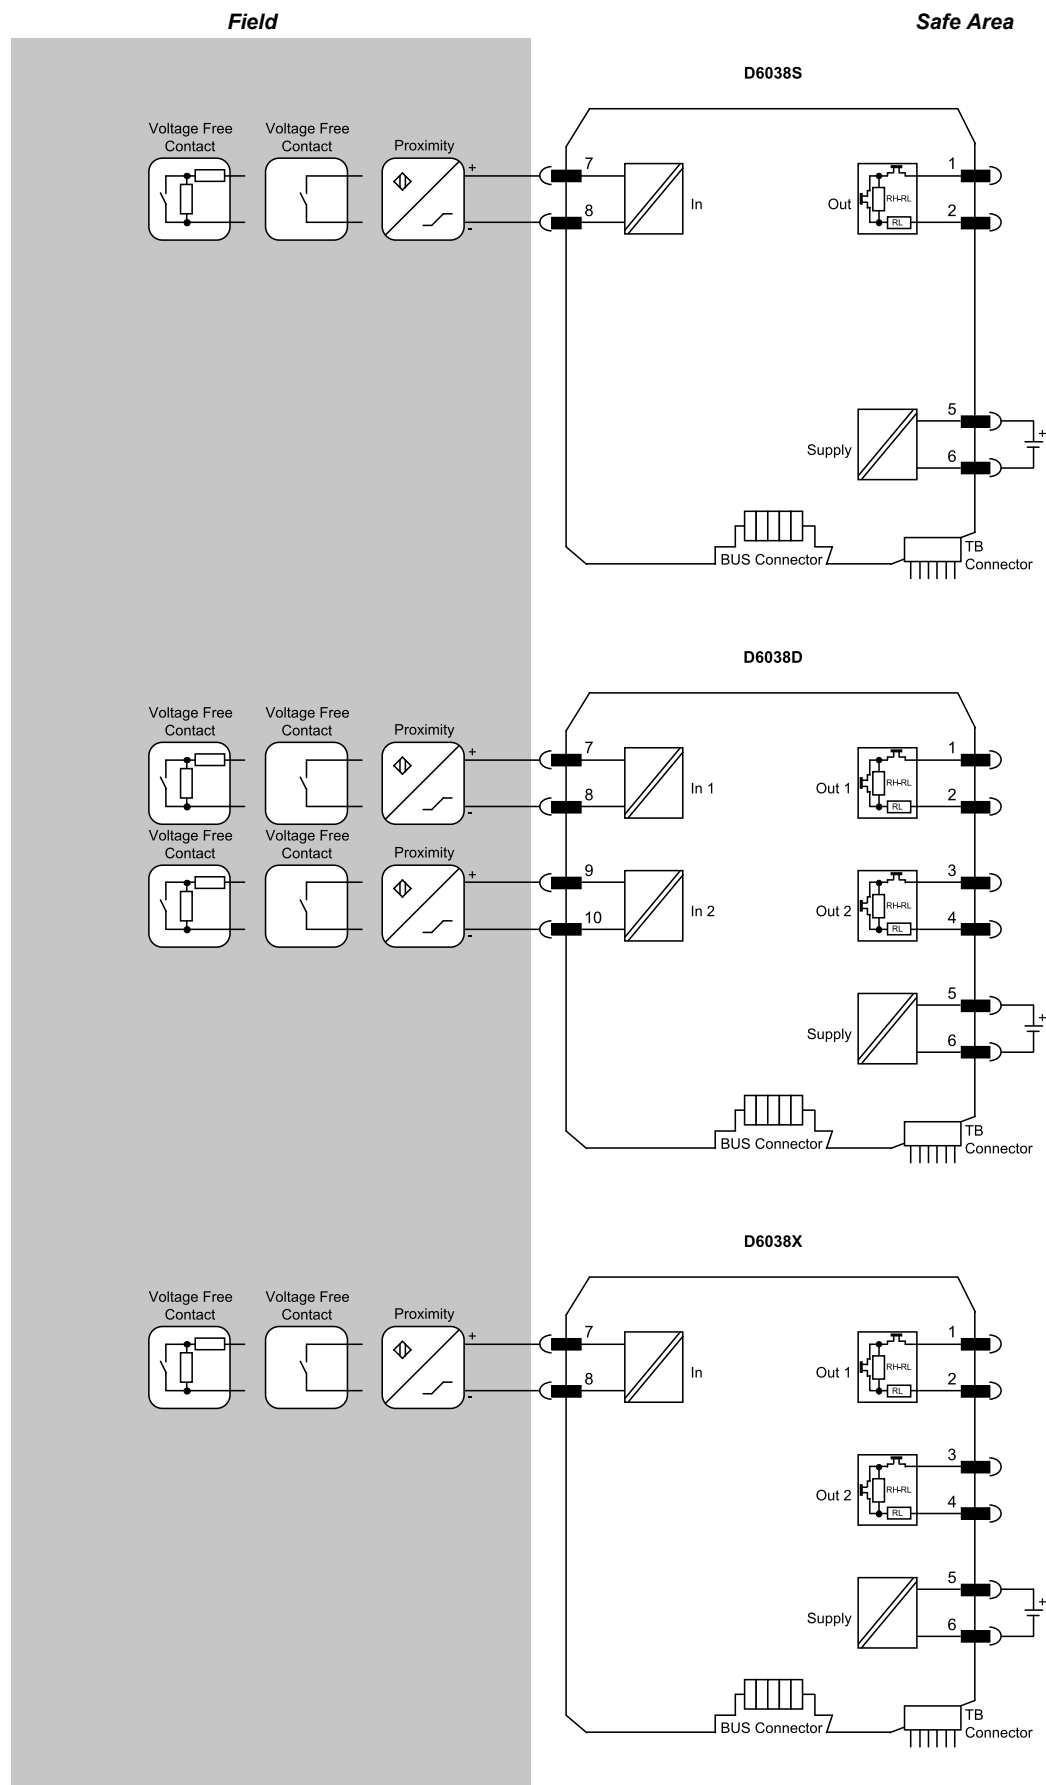 Field
Safe Area
D6038S
Voltage Free
Contact
Voltage Free
Contact
Proximity
+
-
7
8
In
Out
RH-RL
RL
1
2
Supply
5
6
+
BUS Connector
TB
Connector
D6038D
Voltage Free
Contact
Voltage Free
Contact
Proximity
+
-
7
8
In 1
Out 1
RH-RL
RL
1
2
Voltage Free
Contact
Voltage Free
Contact
Proximity
+
-
9
10
In 2
Out 2
RH-RL
RL
3
4
Supply
5
6
+
BUS Connector
TB
Connector
D6038X
Voltage Free
Contact
Voltage Free
Contact
Proximity
+
-
7
8
In
Out 1
RH-RL
RL
1
2
Out 2
RH-RL
RL
3
4
Supply
5
6
+
BUS Connector
TB
Connector